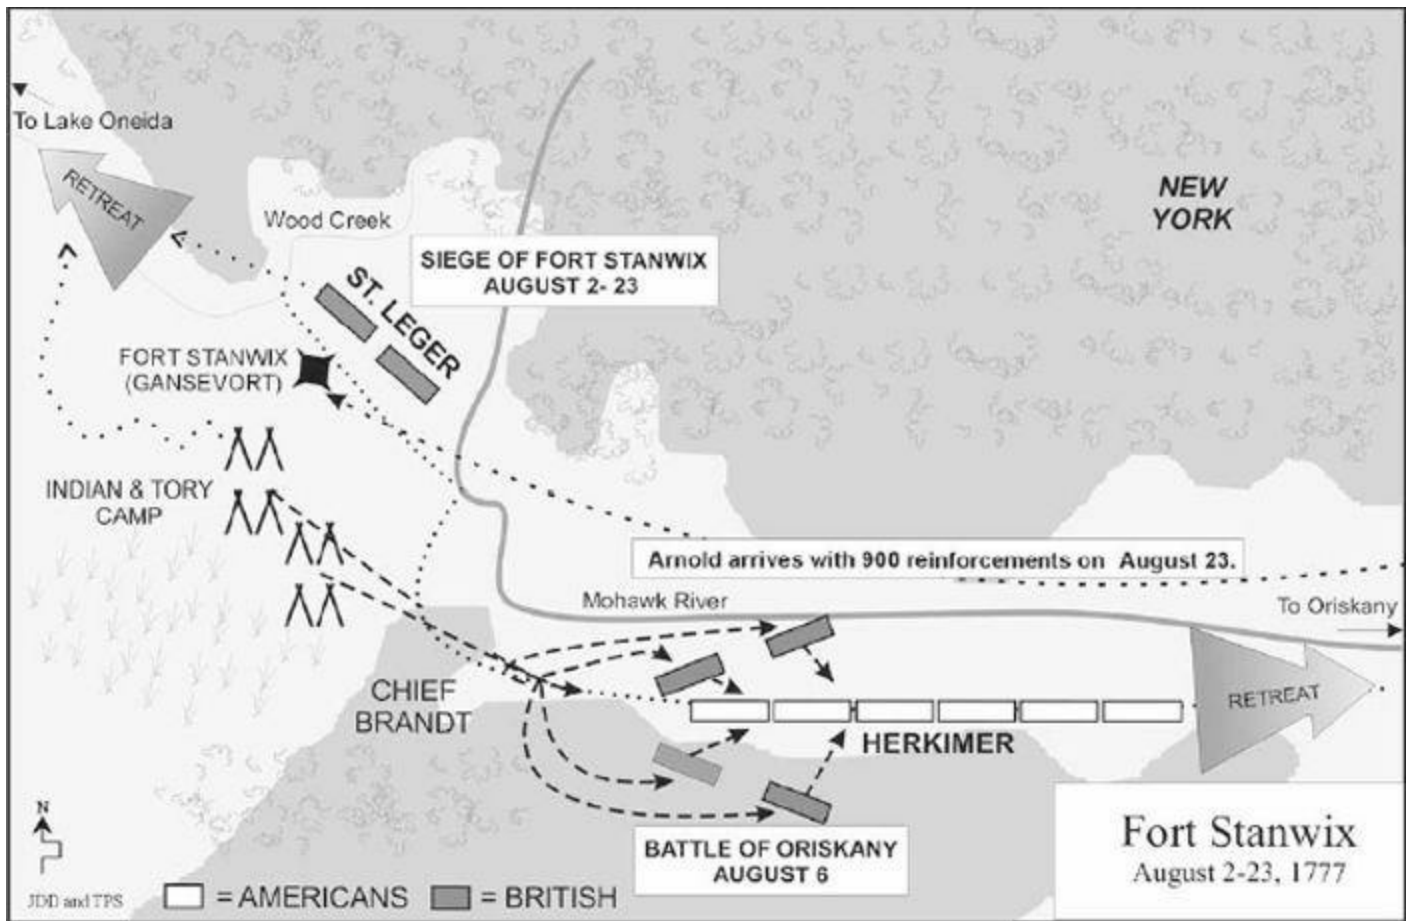 To Lake Oneida
RETREAT
Wood Creek
NEW
YORK
SIEGE OF FORT STANWIX
AUGUST 2- 23
ST. LEGER
FORT STANWIX
(GANSEVORT)
INDIAN & TORY
CAMP
Arnold arrives with 900 reinforcements on August 23.
Mohawk River
To Oriskany
CHIEF
BRANDT
RETREAT
HERKIMER
BATTLE OF ORISKANY
AUGUST 6
Fort Stanwix
August 2-23, 1777
N
JDD and TPS
= AMERICANS
= BRITISH